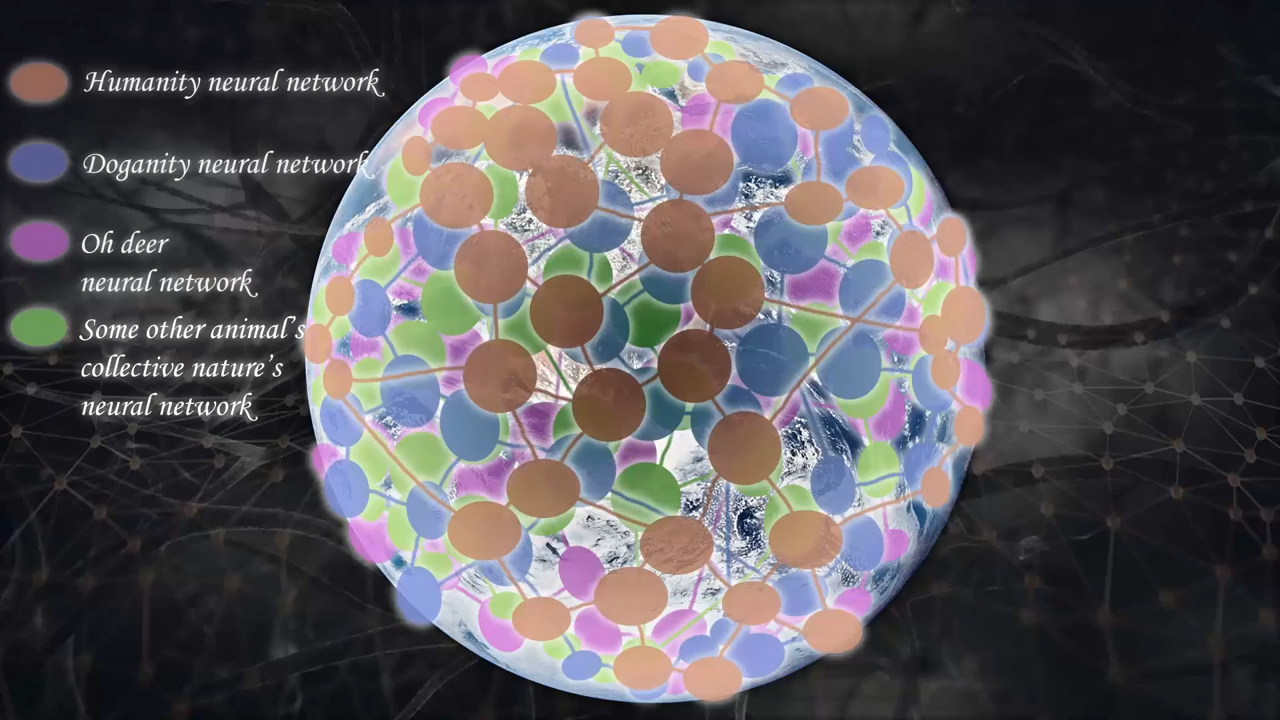 Humanity neural network
Doganity neural network
Oh deer
neural network
Some other animal’s
collective nature’s
neural network